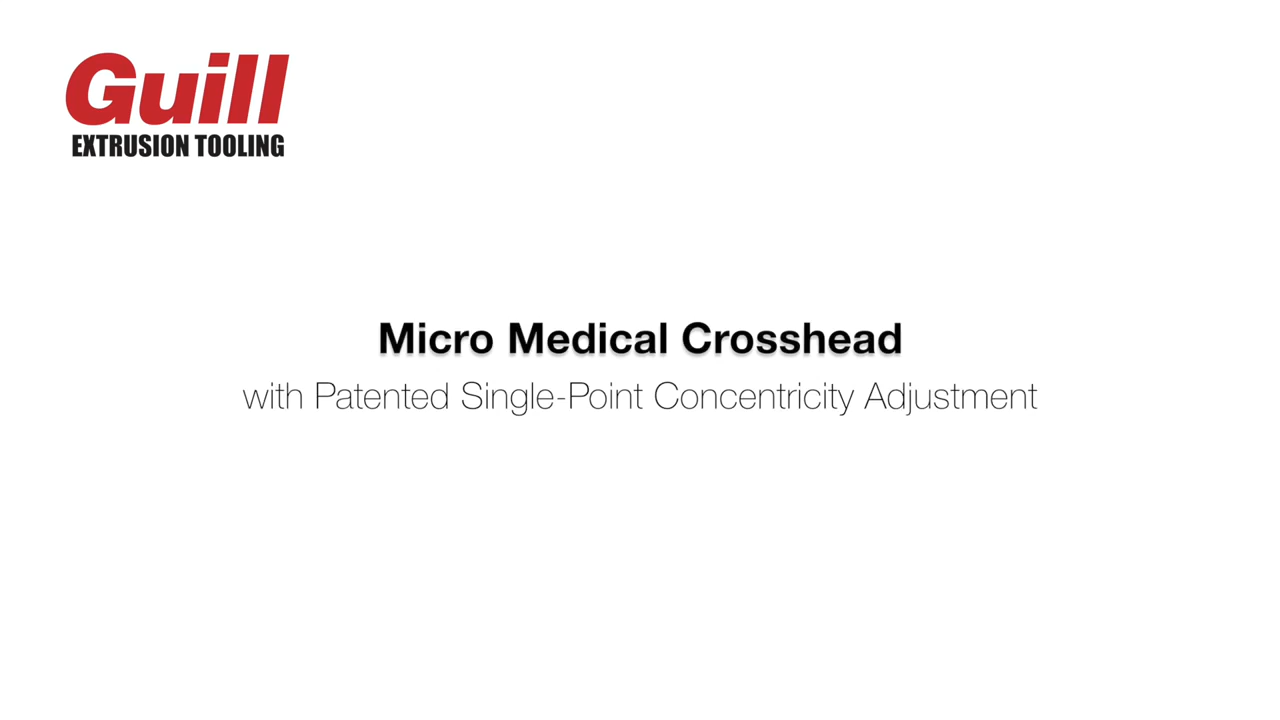 Guill
EXTRUSION TOOLING
Micro Medical Crosshead
with Patented Single-Point Concentricity Adjustment